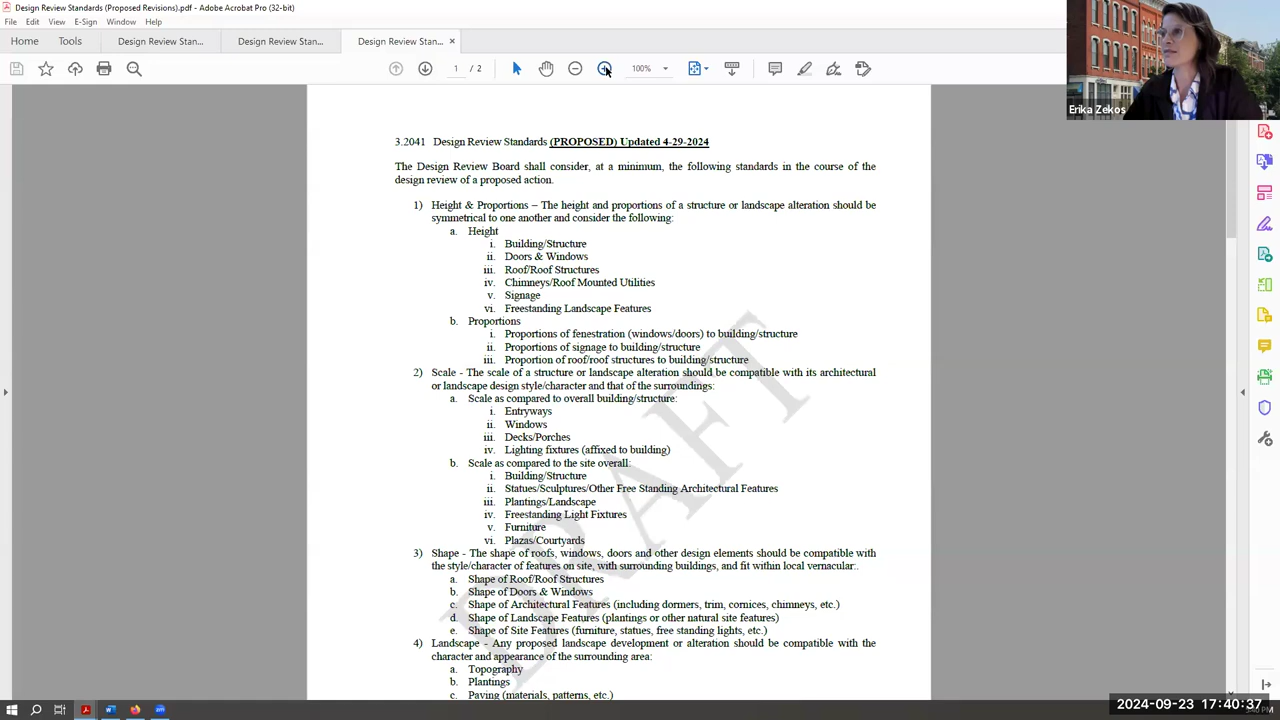 Design Review Standards (Proposed Revisions).pdf - Adobe Acrobat Pro (32-bit)
File Edit View E-Sign Window Help
Home Tools Design Review Stan... Design Review Stan... Design Review Stan... ×
1 / 2 100%
Erika Zekos
3.2041 Design Review Standards (PROPOSED) Updated 4-29-2024
The Design Review Board shall consider, at a minimum, the following standards in the course of the
design review of a proposed action.
1) Height & Proportions – The height and proportions of a structure or landscape alteration should be
symmetrical to one another and consider the following:
a. Height
i. Building/Structure
ii. Doors & Windows
iii. Roof/Roof Structures
iv. Chimneys/Roof Mounted Utilities
v. Signage
vi. Freestanding Landscape Features
b. Proportions
i. Proportions of fenestration (windows/doors) to building/structure
ii. Proportions of signage to building/structure
iii. Proportion of roof/roof structures to building/structure
2) Scale - The scale of a structure or landscape alteration should be compatible with its architectural
or landscape design style/character and that of the surroundings:
a. Scale as compared to overall building/structure:
i. Entryways
ii. Windows
iii. Decks/Porches
iv. Lighting fixtures (affixed to building)
b. Scale as compared to the site overall:
i. Building/Structure
ii. Statues/Sculptures/Other Free Standing Architectural Features
iii. Plantings/Landscape
iv. Freestanding Light Fixtures
v. Furniture
vi. Plazas/Courtyards
3) Shape - The shape of roofs, windows, doors and other design elements should be compatible with
the style/character of features on site, with surrounding buildings, and fit within local vernacular:.
a. Shape of Roof/Roof Structures
b. Shape of Doors & Windows
c. Shape of Architectural Features (including dormers, trim, cornices, chimneys, etc.)
d. Shape of Landscape Features (plantings or other natural site features)
e. Shape of Site Features (furniture, statues, free standing lights, etc.)
4) Landscape - Any proposed landscape development or alteration should be compatible with the
character and appearance of the surrounding area:
a. Topography
b. Plantings
c. Paving (materials, patterns, etc.)
DRAFT
2024-09-23 17:40:37